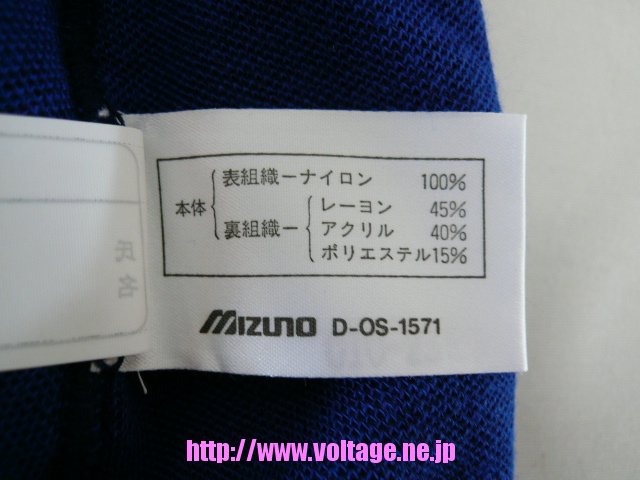 本体
表組織ーナイロン 100%
裏組織ー
レーヨン 45%
アクリル 40%
ポリエステル15%
MIZUNO D-OS-1571
氏名
http://www.voltage.ne.jp